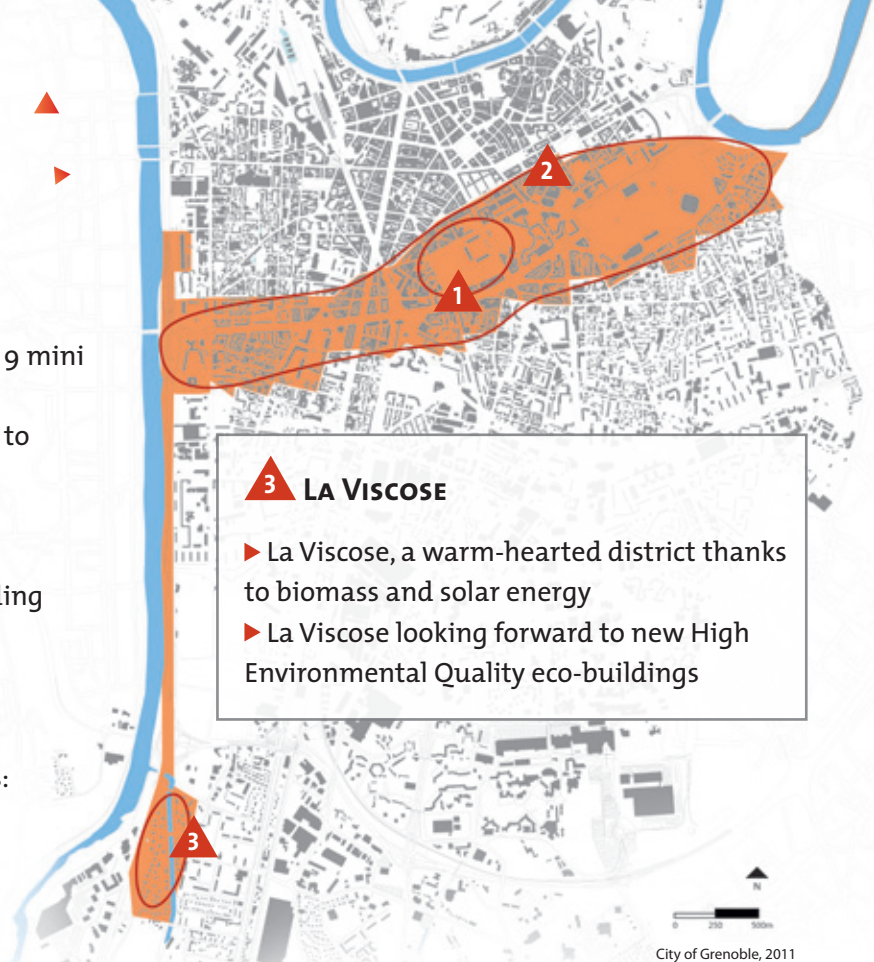 9 mini
to
ling
:
2
1
3 La Viscose
La Viscose, a warm-hearted district thanks
to biomass and solar energy
La Viscose looking forward to new High
Environmental Quality eco-buildings
3
N
0 250 500m
City of Grenoble, 2011